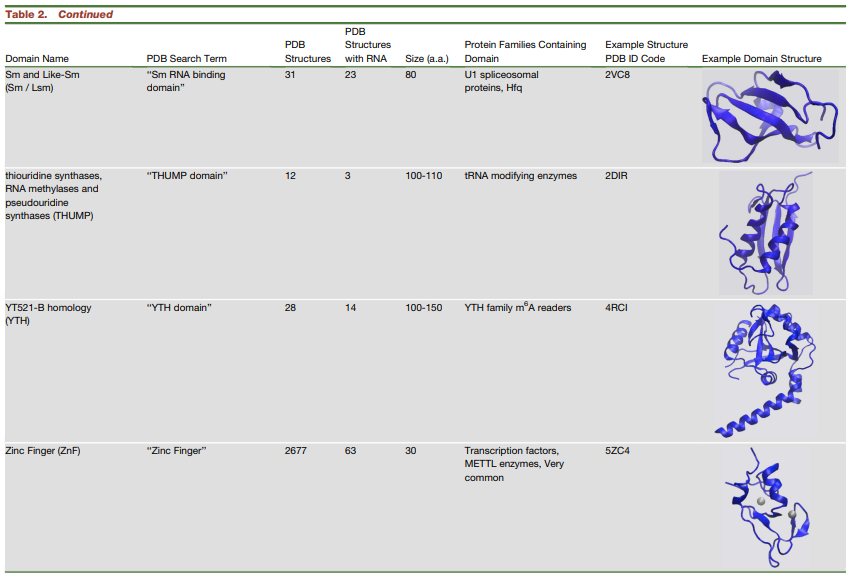 Table 2. Continued
Domain Name PDB Search Term PDB Structures PDB Structures with RNA Size (a.a.) Protein Families Containing Domain Example Structure PDB ID Code Example Domain Structure
Sm and Like-Sm (Sm / Lsm) “Sm RNA binding domain” 31 23 80 U1 spliceosomal proteins, Hfq 2VC8
thiouridine synthases, RNA methylases and pseudouridine synthases (THUMP) “THUMP domain” 12 3 100-110 tRNA modifying enzymes 2DIR
YT521-B homology (YTH) “YTH domain” 28 14 100-150 YTH family m⁶A readers 4RCI
Zinc Finger (ZnF) “Zinc Finger” 2677 63 30 Transcription factors, METTL enzymes, Very common 5ZC4